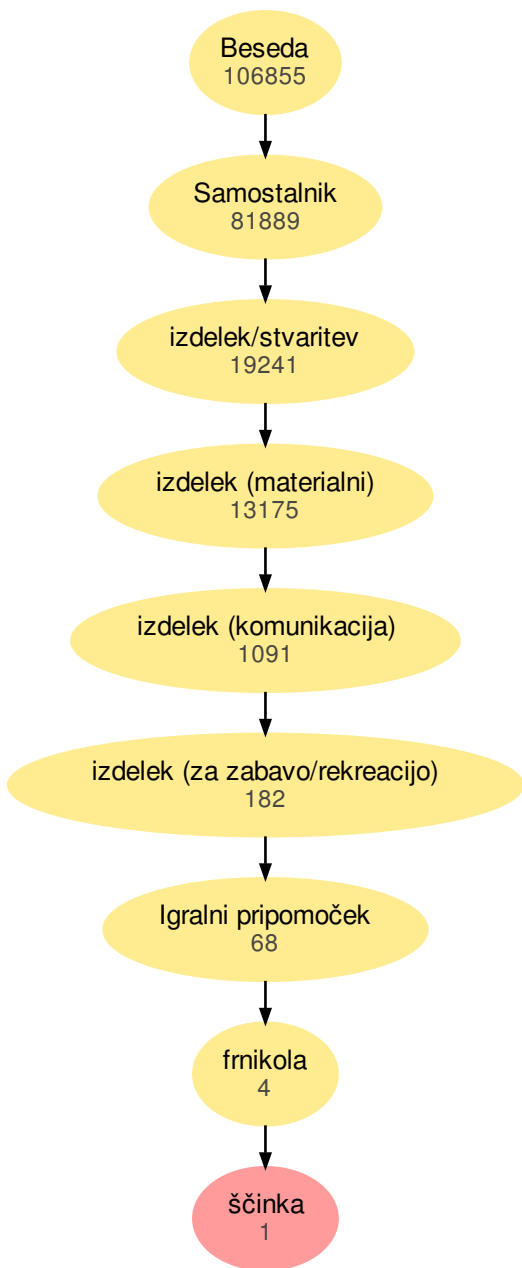 Beseda
106855
Samostalnik
81889
izdelek/stvaritev
19241
izdelek (materialni)
13175
izdelek (komunikacija)
1091
izdelek (za zabavo/rekreacijo)
182
Igralni pripomoček
68
frnikola
4
ščinka
1